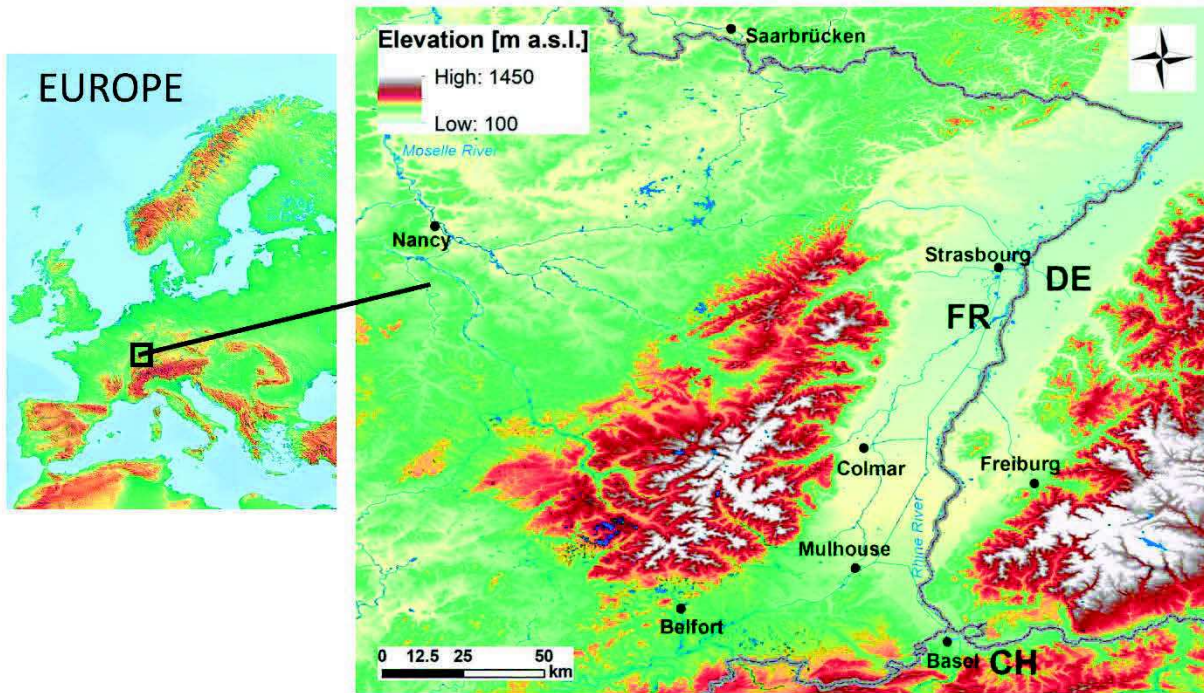 EUROPE
Elevation [m a.s.l.]
High: 1450
Low: 100
Saarbrücken
Moselle River
Nancy
Strasbourg
DE
FR
Colmar
Freiburg
Rhine River
Mulhouse
Belfort
Basel
CH
0 12.5 25 50
km